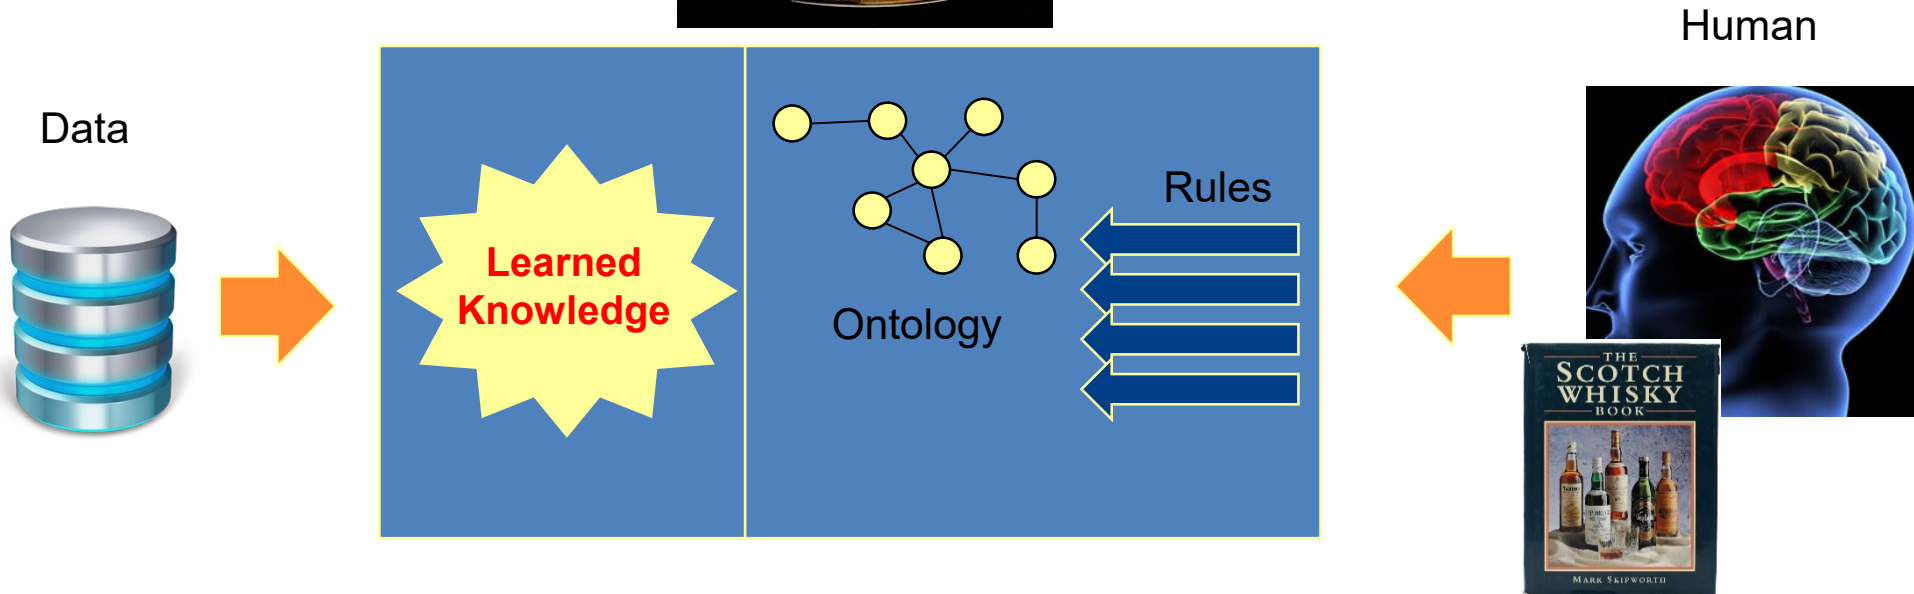 Human
Data
Rules
Learned
Knowledge
Ontology
THE
SCOTCH
WHISKY
BOOK
MARK SKIPWORTH